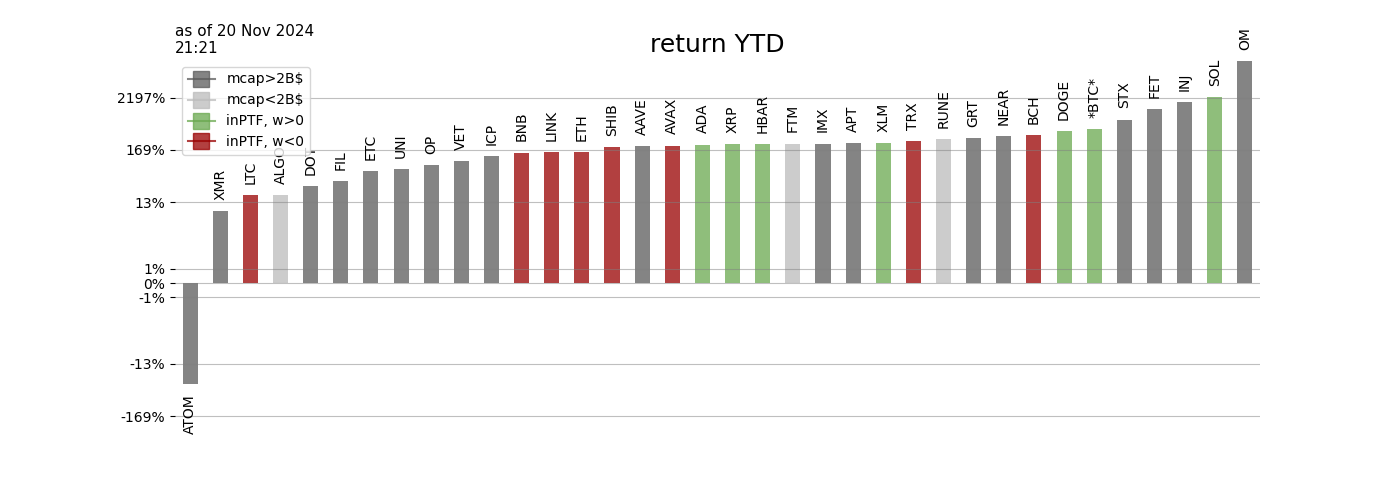 as of 20 Nov 2024
21:21
return YTD
mcap>2B$
mcap<2B$
inPTF, w>0
inPTF, w<0
2197%
169%
13%
1%
0%
-1%
-13%
-169%
ATOM
XMR
LTC
ALGO
DOT
FIL
ETC
UNI
OP
VET
ICP
BNB
LINK
ETH
SHIB
AAVE
AVAX
ADA
XRP
HBAR
FTM
IMX
APT
XLM
TRX
RUNE
GRT
NEAR
BCH
DOGE
*BTC*
STX
FET
INJ
SOL
OM